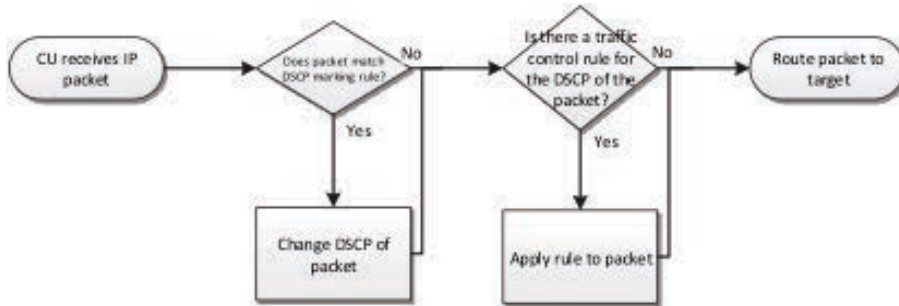 CU receives IP
packet
Does packet match
DSCP marking rule?
No
Yes
Change DSCP of
packet
Is there a traffic
control rule for
the DSCP of the
packet?
No
Yes
Apply rule to packet
Route packet to
target